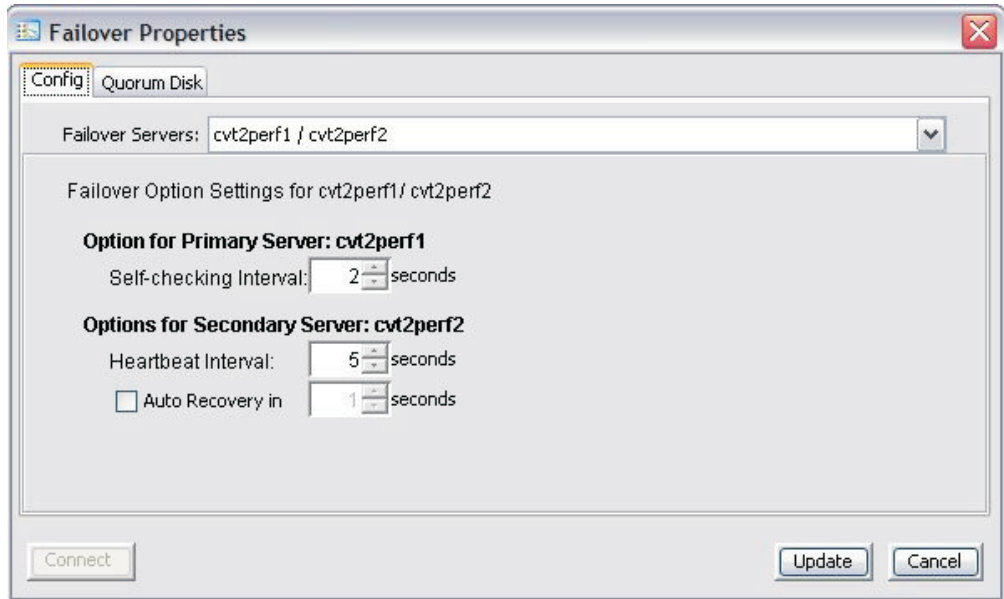 Failover Properties
Config Quorum Disk
Failover Servers: cvt2perf1 / cvt2perf2
Failover Option Settings for cvt2perf1/ cvt2perf2
Option for Primary Server: cvt2perf1
Self-checking Interval: 2 seconds
Options for Secondary Server: cvt2perf2
Heartbeat Interval: 5 seconds
Auto Recovery in 1 seconds
Connect Update Cancel